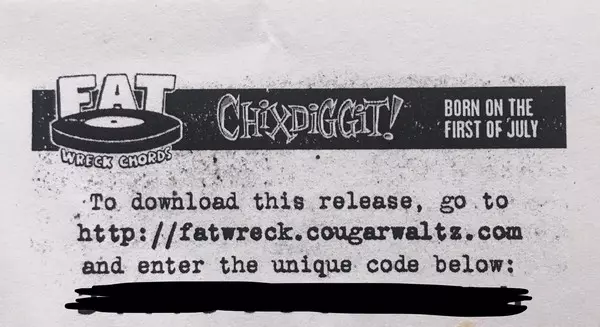 FAT
WRECK CHORDS
CHiXDiGGiT!
BORN ON THE
FIRST OF JULY
To download this release, go to
http://fatwreck.cougarwaltz.com
and enter the unique code below: